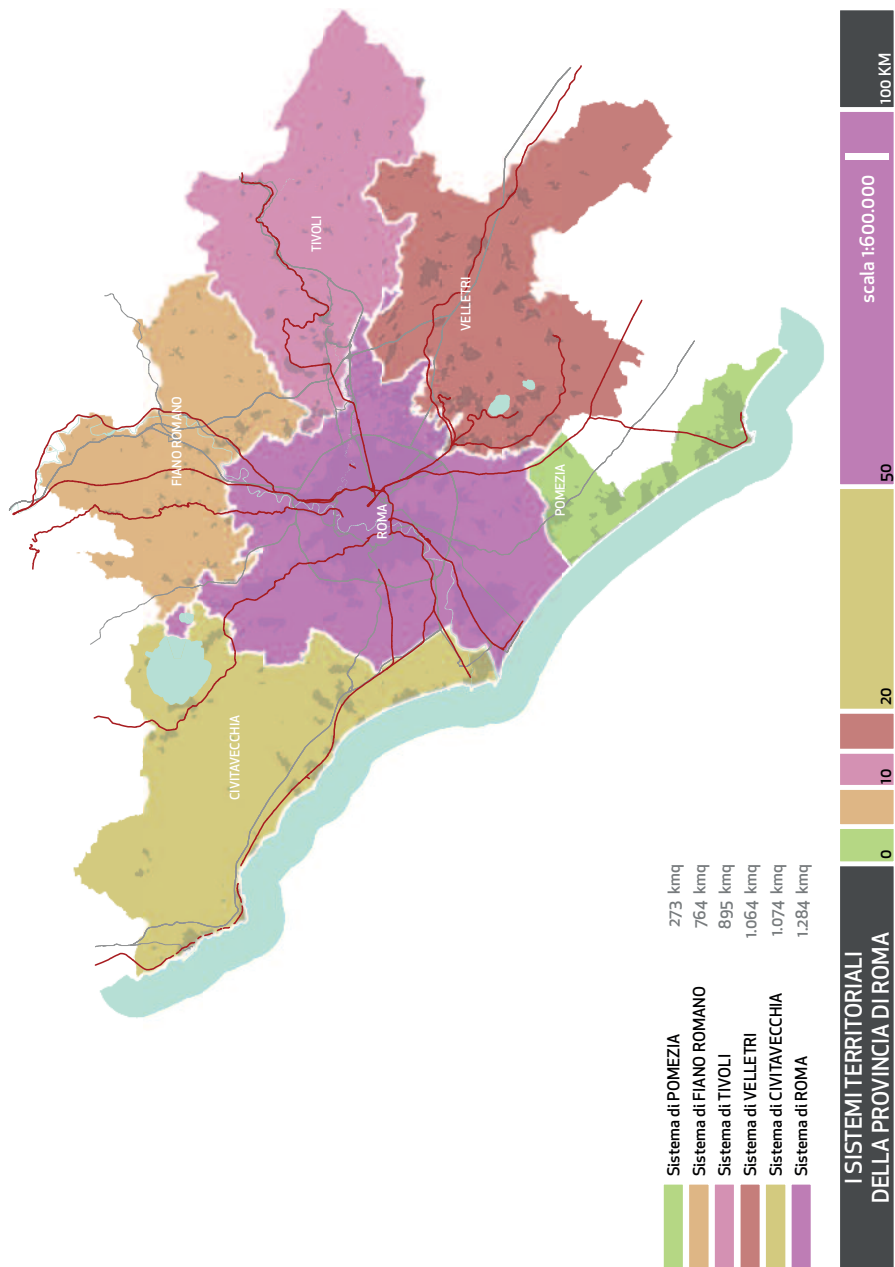 I SISTEMI TERRITORIALI
DELLA PROVINCIA DI ROMA
0
10
20
50
100 KM
scala 1:600.000
Sistema di POMEZIA 273 kmq
Sistema di FIANO ROMANO 764 kmq
Sistema di TIVOLI 895 kmq
Sistema di VELLETRI 1.064 kmq
Sistema di CIVITAVECCHIA 1.074 kmq
Sistema di ROMA 1.284 kmq
CIVITAVECCHIA
FIANO ROMANO
ROMA
TIVOLI
VELLETRI
POMEZIA